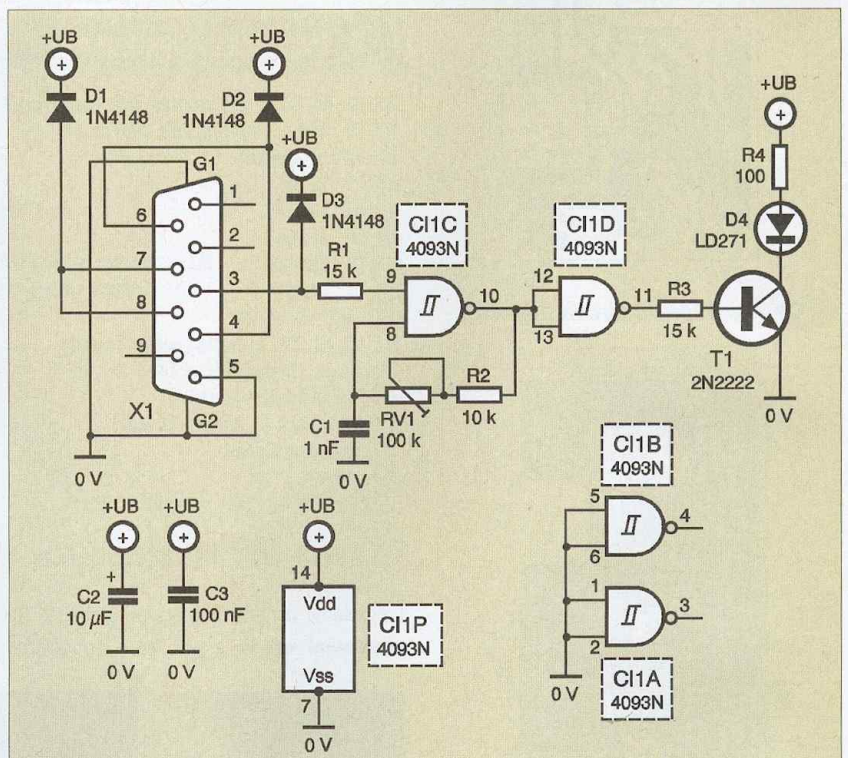 +UB
+UB
+UB
D1
1N4148
D2
1N4148
+UB
R4
100
G1
1
6
2
7
3
8
4
9
5
X1
G2
0 V
D3
1N4148
R1
15 k
CI1C
4093N
9
8
10
CI1D
4093N
12
13
11
R3
15 k
D4
LD271
T1
2N2222
0 V
C1
1 nF
0 V
RV1
100 k
R2
10 k
+UB
+
C2
10 µF
0 V
+UB
C3
100 nF
0 V
+UB
14
Vdd
Vss
7
0 V
CI1P
4093N
CI1B
4093N
5
6
4
1
2
3
0 V
CI1A
4093N